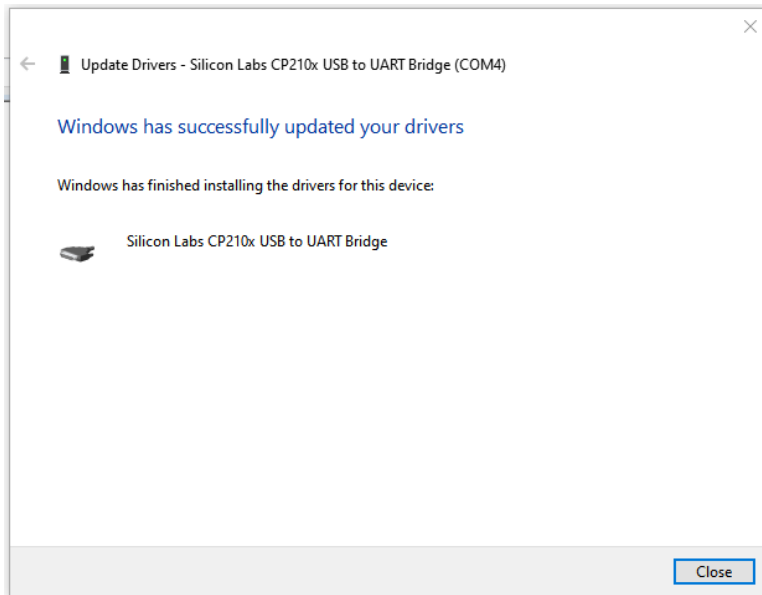 Update Drivers - Silicon Labs CP210x USB to UART Bridge (COM4)
Windows has successfully updated your drivers
Windows has finished installing the drivers for this device:
Silicon Labs CP210x USB to UART Bridge
Close